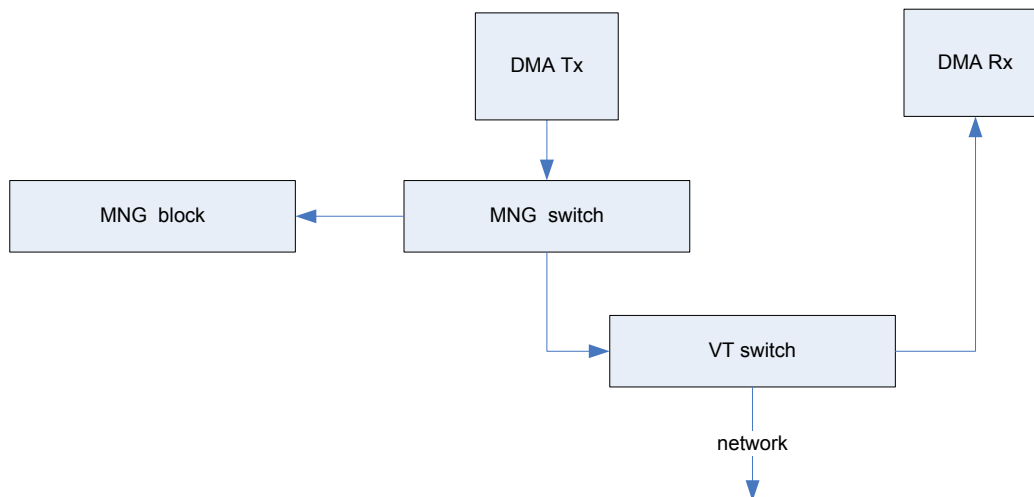 DMA Tx
DMA Rx
MNG block
MNG switch
VT switch
network